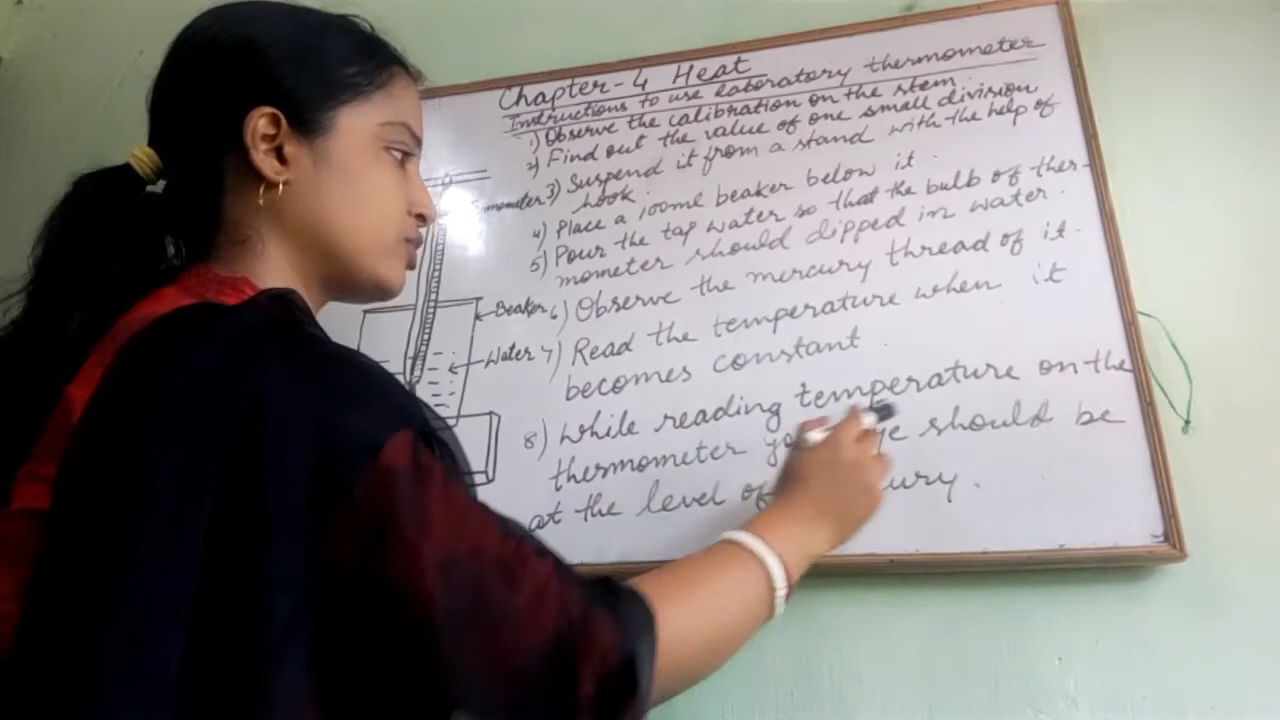 Chapter-4 Heat
Instructions to use laboratory thermometer
1) Observe the calibration on the stem.
2) Find out the value of one small division
3) Suspend it from a stand with the help of
hook.
4) Place a 100ml beaker below it.
5) Pour the tap water so that the bulb of ther-
mometer should dipped in water.
6) Observe the mercury thread of it.
7) Read the temperature when it
becomes constant.
8) While reading temperature on the
thermometer should be
at the level of
mometer
Beaker
Water